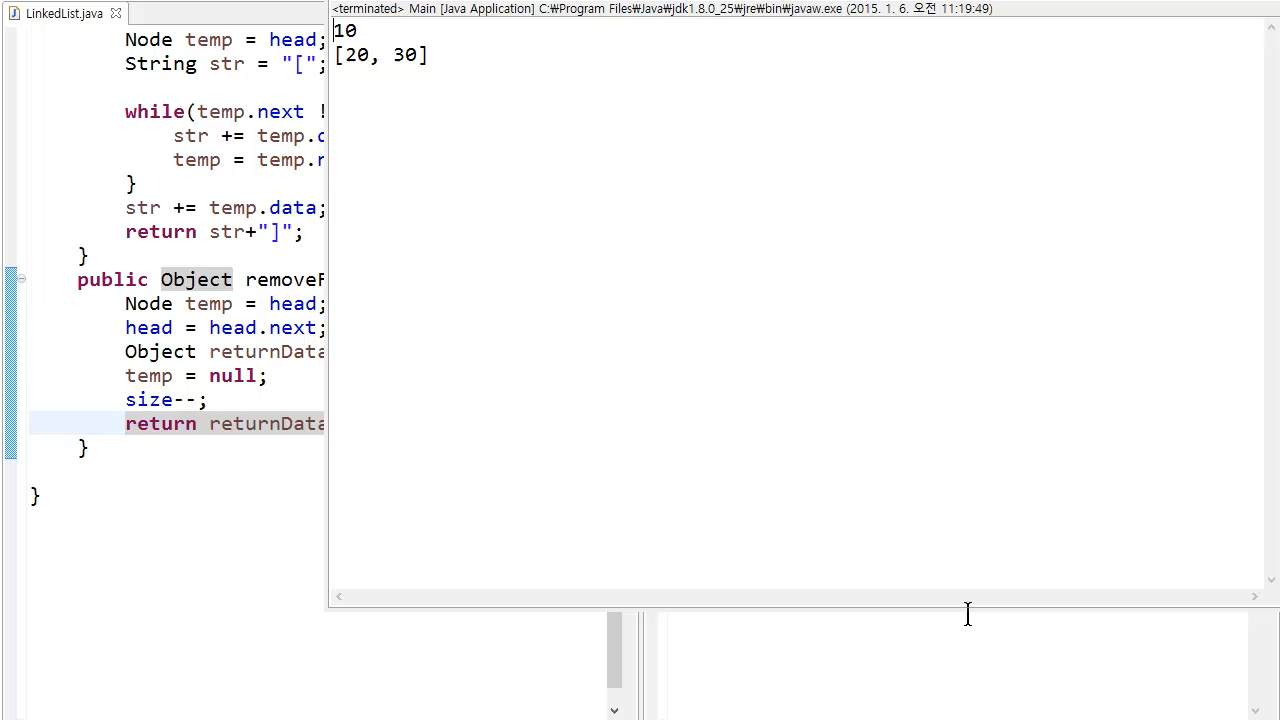 LinkedList.java
Node temp = head;
String str = "[";
while(temp.next !
str += temp.
temp = temp.
}
str += temp.data;
return str+"]";
}
public Object remove
Node temp = head;
head = head.next;
Object returnData
temp = null;
size--;
return returnData
}
}
<terminated> Main [Java Application] C:₩Program Files₩Java₩jdk1.8.0_25₩jre₩bin₩javaw.exe (2015. 1. 6. 오전 11:19:49)
10
[20, 30]